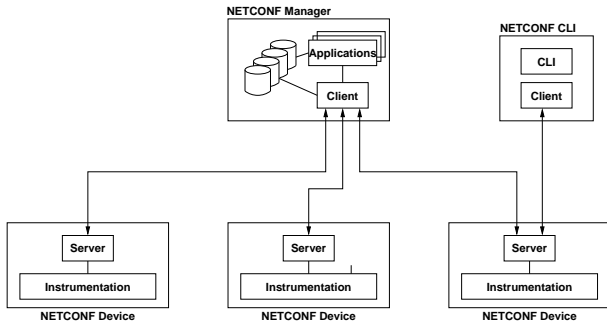 NETCONF Manager
Applications
Client
NETCONF CLI
CLI
Client
Server
Instrumentation
NETCONF Device
Server
Instrumentation
NETCONF Device
Server
Instrumentation
NETCONF Device